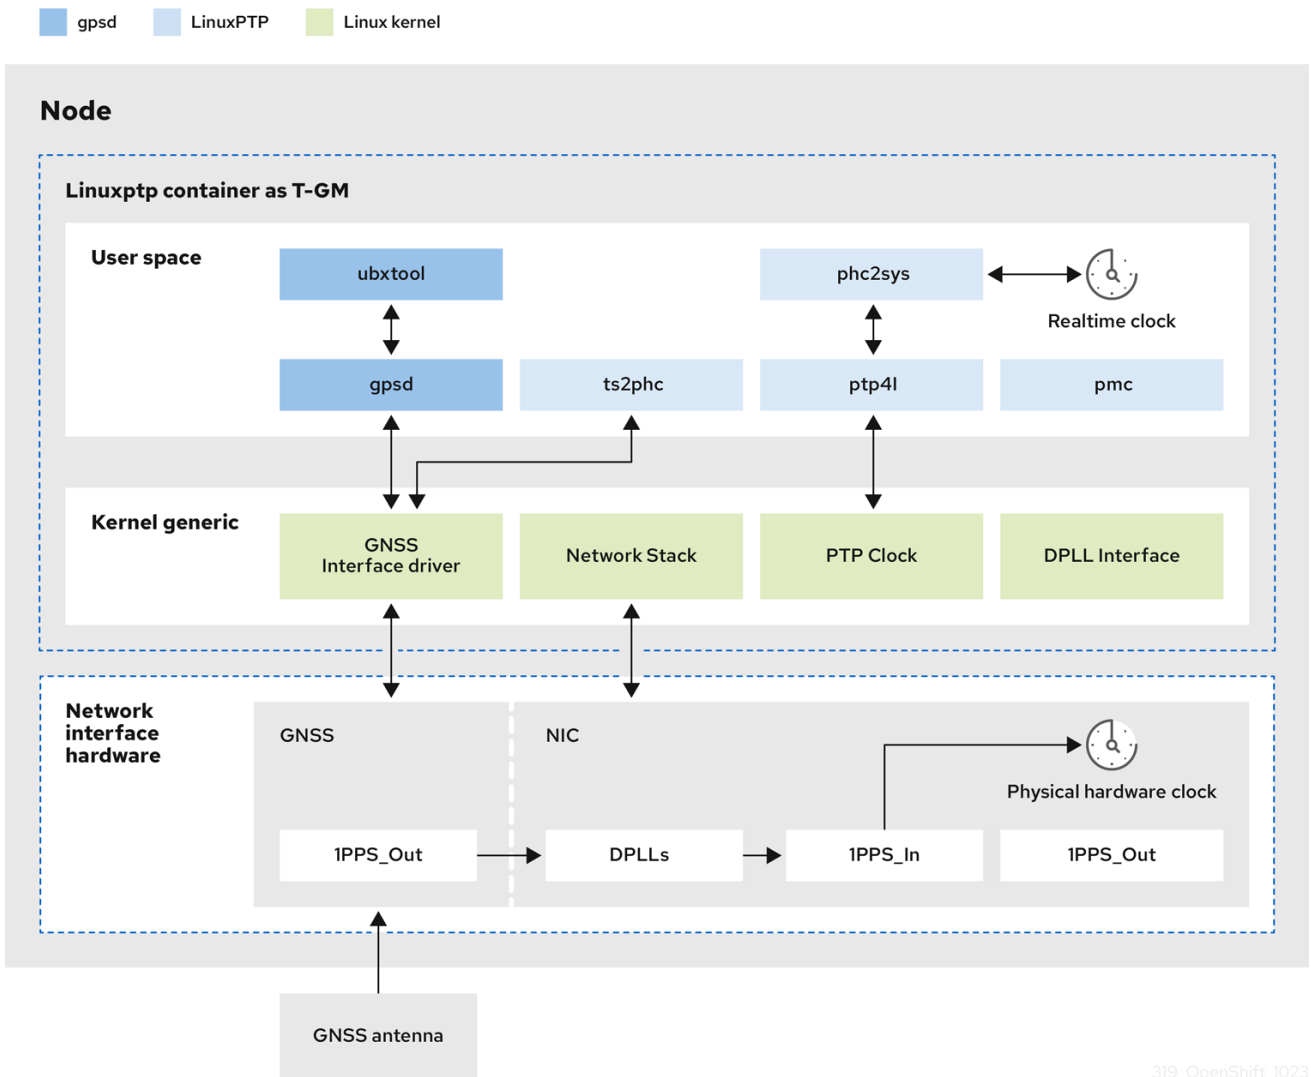 gpsd
LinuxPTP
Linux kernel
Node
Linuxptp container as T-GM
User space
ubxtool
phc2sys
Realtime clock
gpsd
ts2phc
ptp4l
pmc
Kernel generic
GNSS
Interface driver
Network Stack
PTP Clock
DPLL Interface
Network
interface
hardware
GNSS
NIC
Physical hardware clock
1PPS_Out
DPLLs
1PPS_In
1PPS_Out
GNSS antenna
319_OpenShift_1023